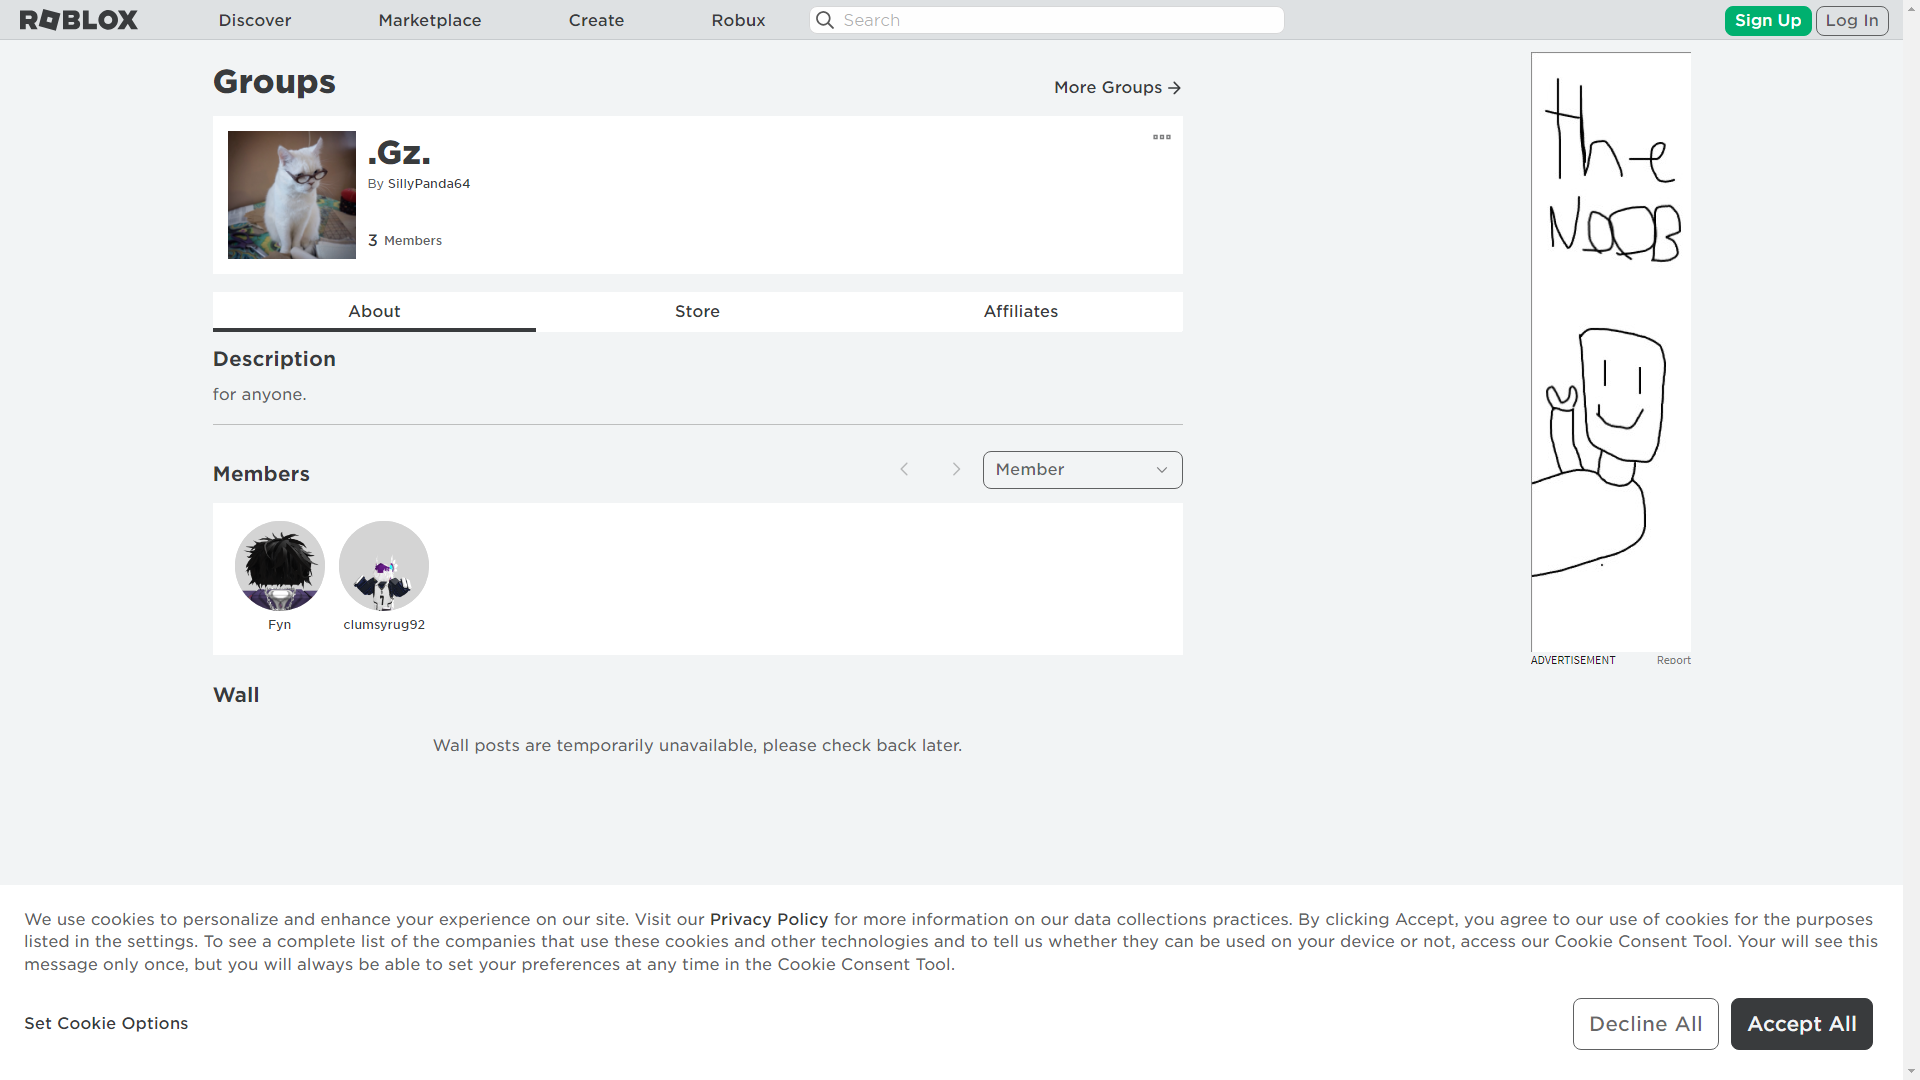 ROBLOX
Discover
Marketplace
Create
Robux
Search
Sign Up
Log In
Groups
More Groups
.Gz.
By SillyPanda64
3 Members
About
Store
Affiliates
Description
for anyone.
Members
Member
Fyn
clumsyrug92
Wall
Wall posts are temporarily unavailable, please check back later.
the
NOOB
ADVERTISEMENT
Report
We use cookies to personalize and enhance your experience on our site. Visit our Privacy Policy for more information on our data collections practices. By clicking Accept, you agree to our use of cookies for the purposes
listed in the settings. To see a complete list of the companies that use these cookies and other technologies and to tell us whether they can be used on your device or not, access our Cookie Consent Tool. Your will see this
message only once, but you will always be able to set your preferences at any time in the Cookie Consent Tool.
Set Cookie Options
Decline All
Accept All